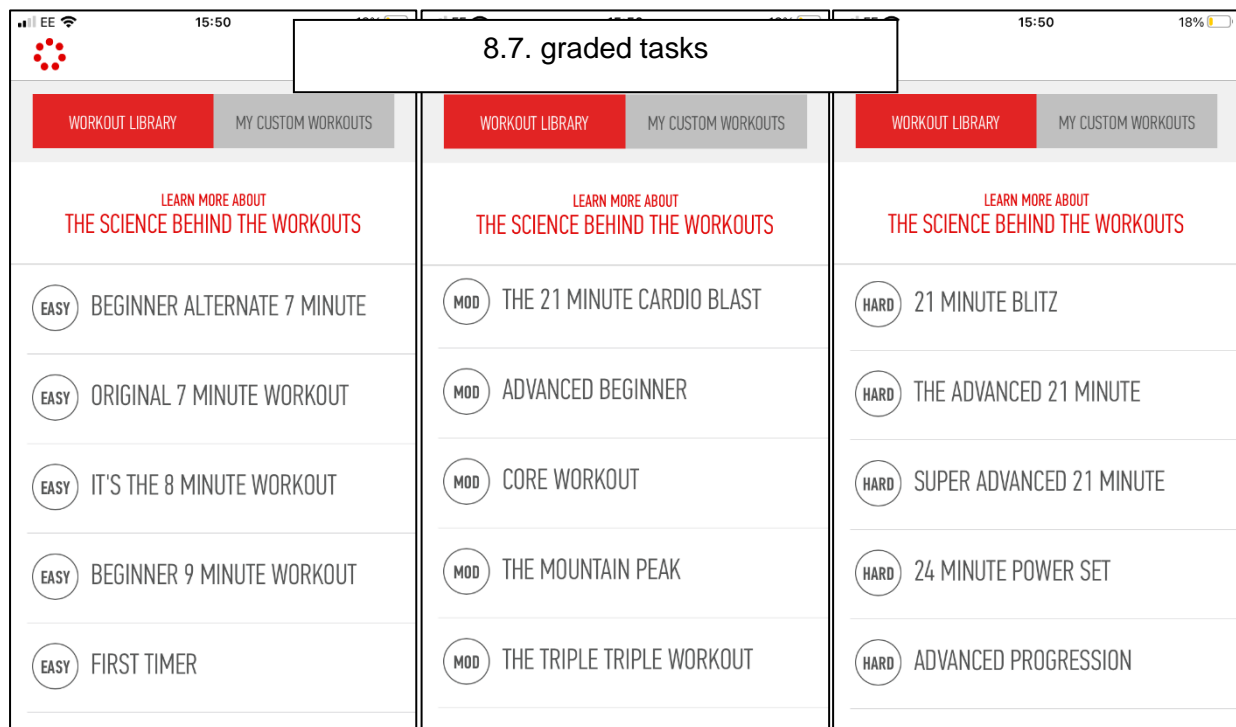 EE 15:50
8.7. graded tasks
15:50 18%
WORKOUT LIBRARY MY CUSTOM WORKOUTS
LEARN MORE ABOUT
THE SCIENCE BEHIND THE WORKOUTS
EASY BEGINNER ALTERNATE 7 MINUTE
EASY ORIGINAL 7 MINUTE WORKOUT
EASY IT'S THE 8 MINUTE WORKOUT
EASY BEGINNER 9 MINUTE WORKOUT
EASY FIRST TIMER
WORKOUT LIBRARY MY CUSTOM WORKOUTS
LEARN MORE ABOUT
THE SCIENCE BEHIND THE WORKOUTS
MOD THE 21 MINUTE CARDIO BLAST
MOD ADVANCED BEGINNER
MOD CORE WORKOUT
MOD THE MOUNTAIN PEAK
MOD THE TRIPLE TRIPLE WORKOUT
WORKOUT LIBRARY MY CUSTOM WORKOUTS
LEARN MORE ABOUT
THE SCIENCE BEHIND THE WORKOUTS
HARD 21 MINUTE BLITZ
HARD THE ADVANCED 21 MINUTE
HARD SUPER ADVANCED 21 MINUTE
HARD 24 MINUTE POWER SET
HARD ADVANCED PROGRESSION